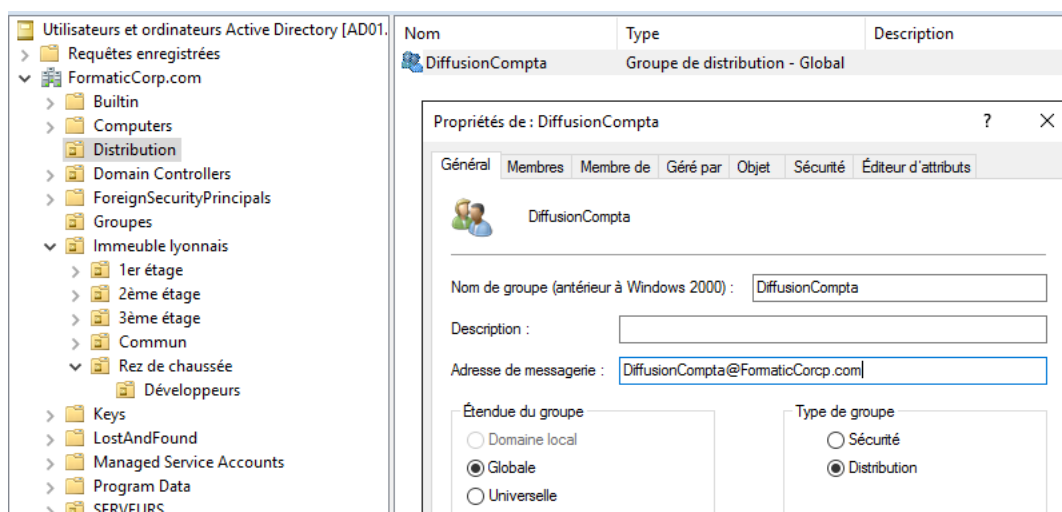 Utilisateurs et ordinateurs Active Directory [AD01.
Requêtes enregistrées
FormaticCorp.com
Builtin
Computers
Distribution
Domain Controllers
ForeignSecurityPrincipals
Groupes
Immeuble lyonnais
1er étage
2ème étage
3ème étage
Commun
Rez de chaussée
Développeurs
Keys
LostAndFound
Managed Service Accounts
Program Data
SERVEURS
Nom Type Description
DiffusionCompta Groupe de distribution - Global
Propriétés de : DiffusionCompta ? ×
Général Membres Membre de Géré par Objet Sécurité Éditeur d'attributs
DiffusionCompta
Nom de groupe (antérieur à Windows 2000) : DiffusionCompta
Description :
Adresse de messagerie : DiffusionCompta@FormaticCorcp.com
Étendue du groupe Type de groupe
Domaine local Sécurité
Globale Distribution
Universelle